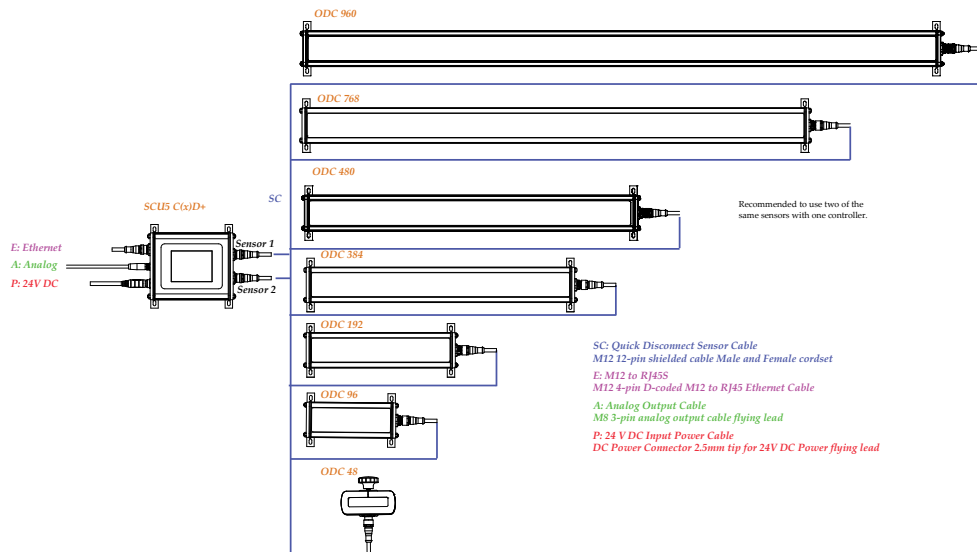 ODC 960
ODC 768
ODC 480
SC
SCU5 C(x)D+
Recommended to use two of the
same sensors with one controller.
Sensor 1
E: Ethernet
A: Analog
P: 24V DC
Sensor 2
ODC 384
ODC 192
SC: Quick Disconnect Sensor Cable
M12 12-pin shielded cable Male and Female cordset
E: M12 to RJ45S
M12 4-pin D-coded M12 to RJ45 Ethernet Cable
ODC 96
A: Analog Output Cable
M8 3-pin analog output cable flying lead
P: 24 V DC Input Power Cable
DC Power Connector 2.5mm tip for 24V DC Power flying lead
ODC 48